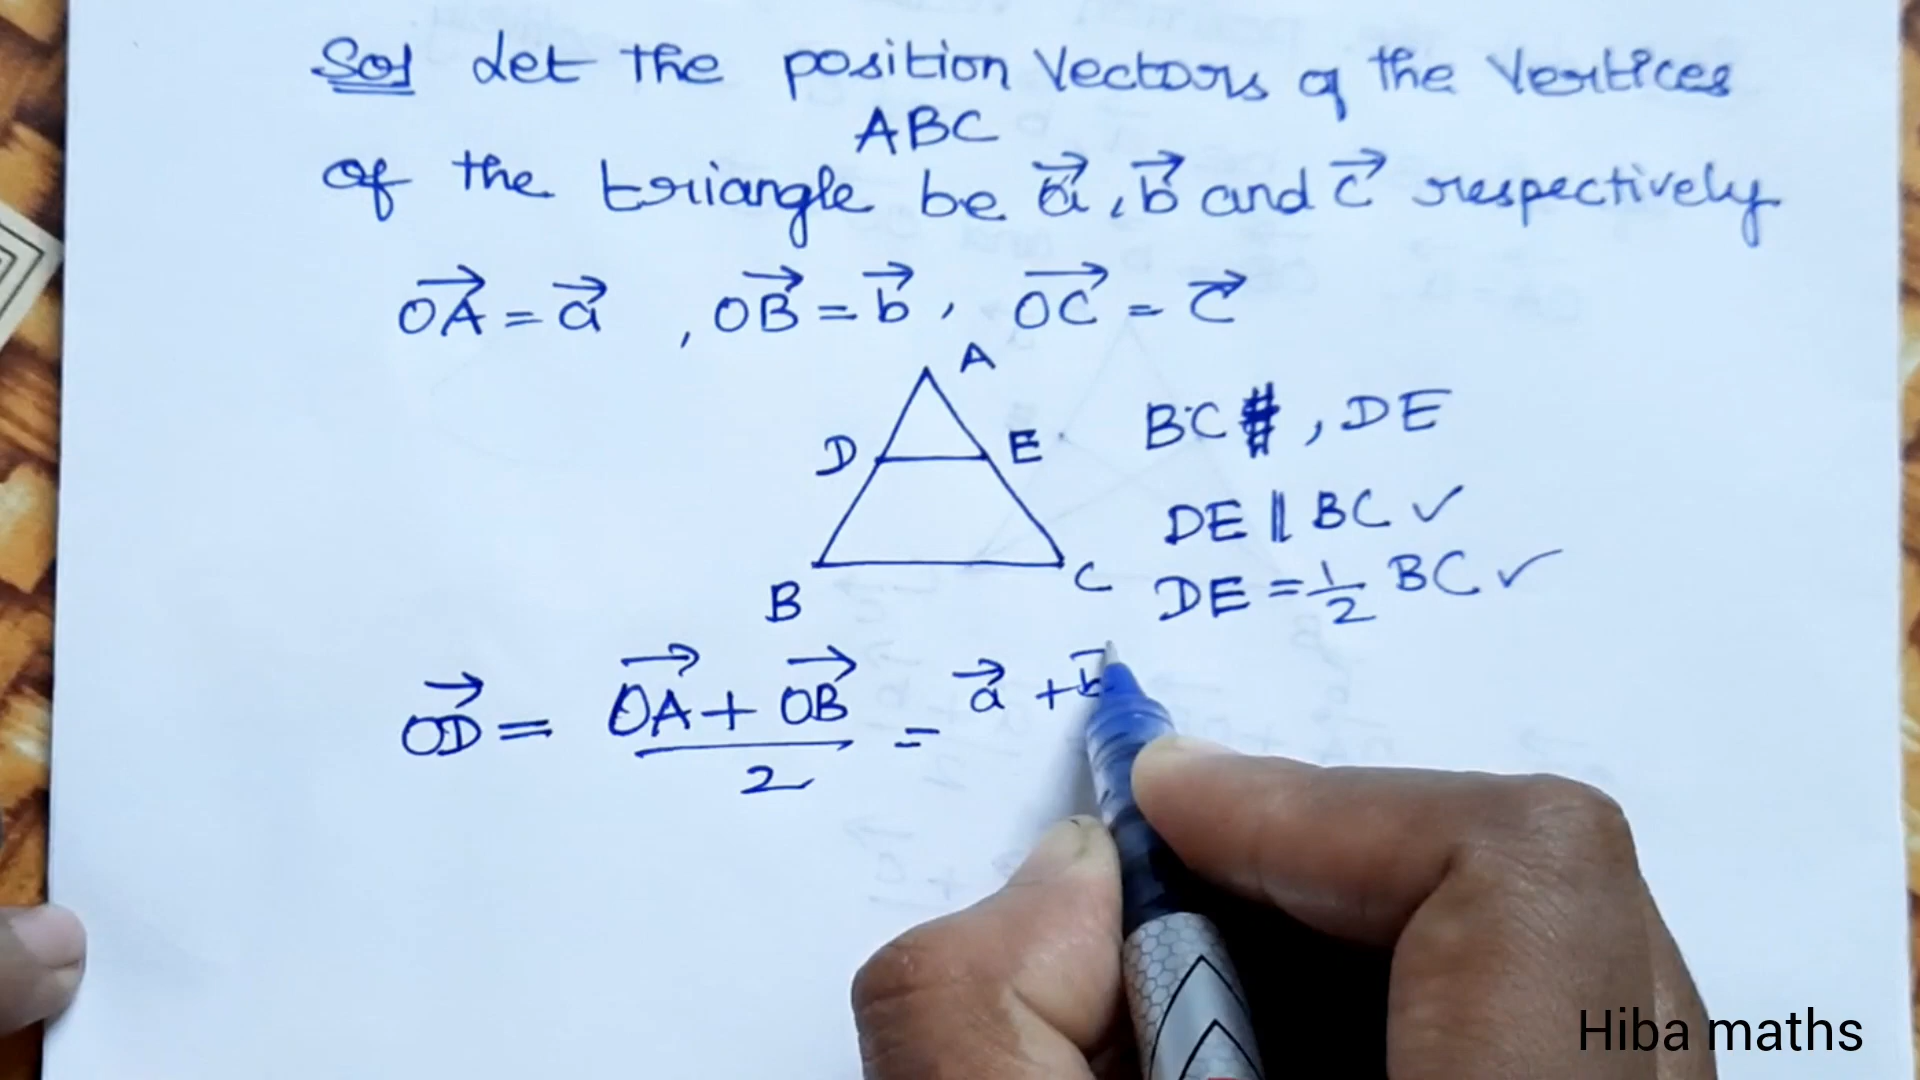 Sol Let the position vectors of the vertices
ABC
of the triangle be a⃗, b⃗ and c⃗ respectively
OA⃗ = a⃗ , OB⃗ = b⃗, OC⃗ = c⃗
A
D E
B C
BC , DE
DE ∥ BC ✓
DE = 1/2 BC ✓
OD⃗ = (OA⃗ + OB⃗)/2 = a⃗ + b⃗
Hiba maths